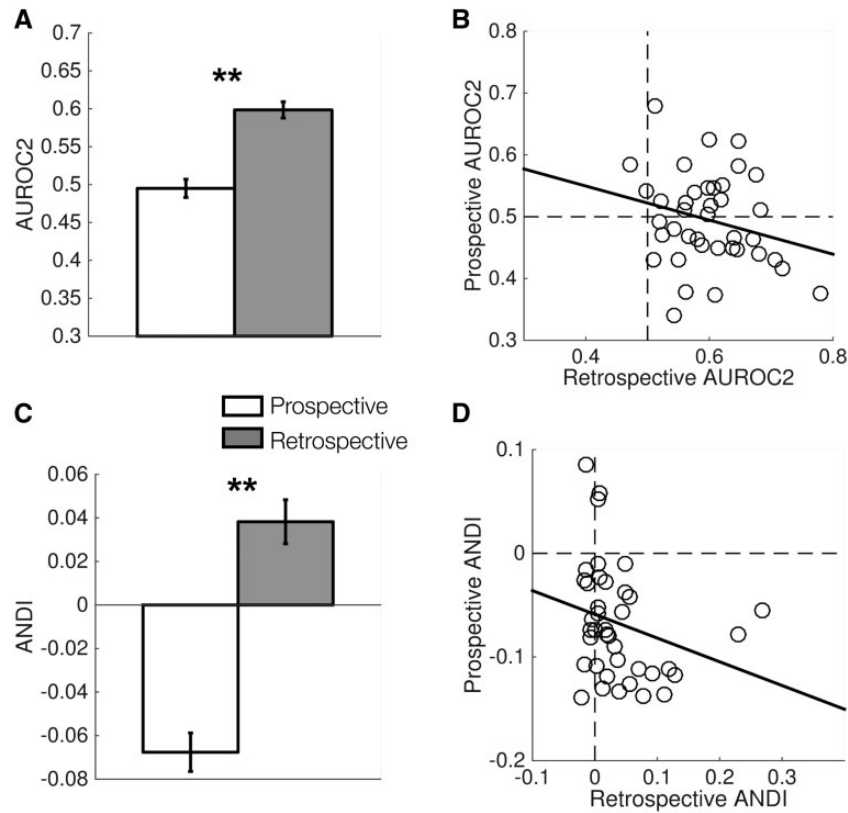 A
0.7
0.65
0.6
0.55
0.5
0.45
0.4
0.35
0.3
AUROC2
**
B
0.8
0.7
0.6
0.5
0.4
0.3
Prospective AUROC2
0.4 0.6 0.8
Retrospective AUROC2
Prospective
Retrospective
C
0.06
0.04
0.02
0
-0.02
-0.04
-0.06
-0.08
ANDI
**
D
0.1
0
-0.1
-0.2
Prospective ANDI
-0.1 0 0.1 0.2 0.3
Retrospective ANDI